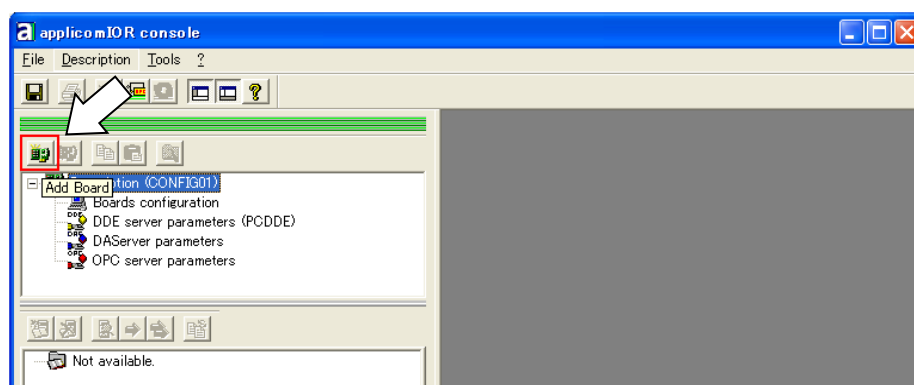 applicomIOR console
File Description Tools ?
Description (CONFIG01)
Add Board
Boards configuration
DDE server parameters (PCDDE)
DAServer parameters
OPC server parameters
Not available.